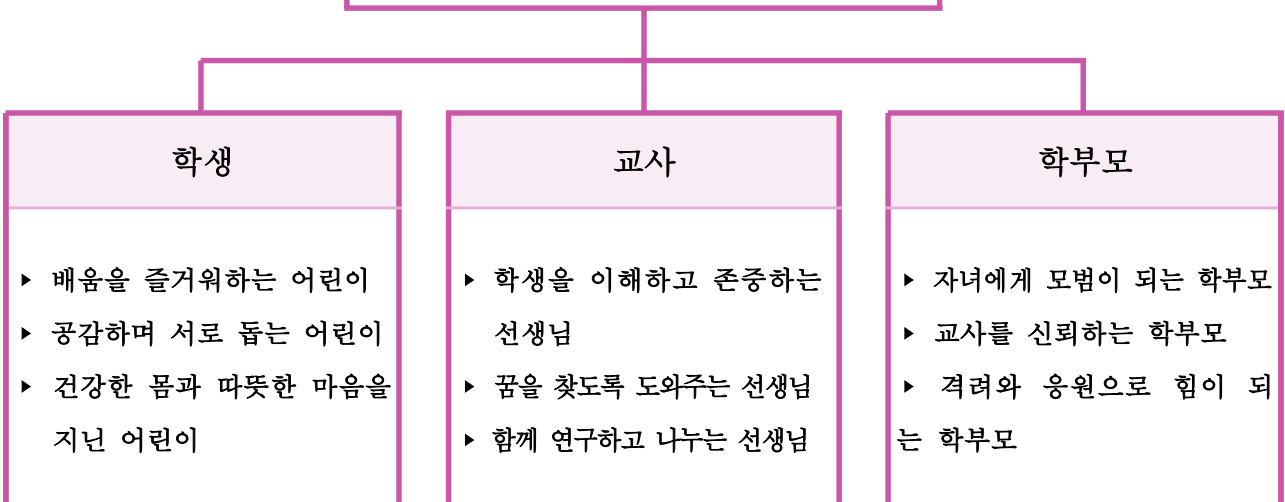 학생
▸ 배움을 즐거워하는 어린이
▸ 공감하며 서로 돕는 어린이
▸ 건강한 몸과 따뜻한 마음을
지닌 어린이
교사
▸ 학생을 이해하고 존중하는
선생님
▸ 꿈을 찾도록 도와주는 선생님
▸ 함께 연구하고 나누는 선생님
학부모
▸ 자녀에게 모범이 되는 학부모
▸ 교사를 신뢰하는 학부모
▸ 격려와 응원으로 힘이 되
는 학부모